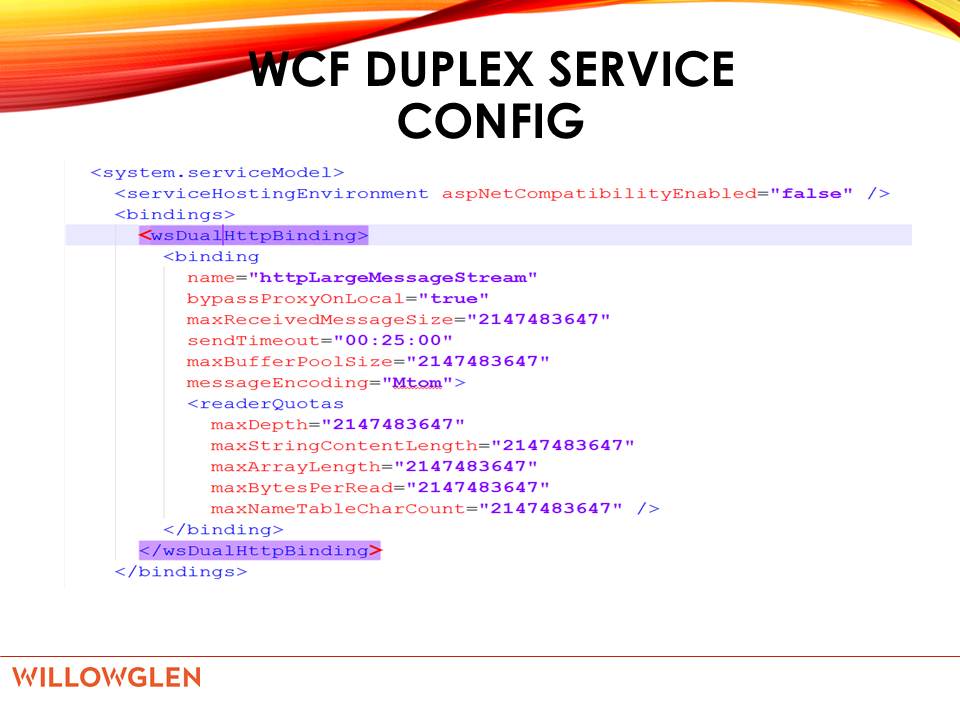 WCF DUPLEX SERVICE
CONFIG
<system.serviceModel>
<serviceHostingEnvironment aspNetCompatibilityEnabled="false" />
<bindings>
<wsDualHttpBinding>
<binding
name="httpLargeMessageStream"
bypassProxyOnLocal="true"
maxReceivedMessageSize="2147483647"
sendTimeout="00:25:00"
maxBufferPoolSize="2147483647"
messageEncoding="Mtom">
<readerQuotas
maxDepth="2147483647"
maxStringContentLength="2147483647"
maxArrayLength="2147483647"
maxBytesPerRead="2147483647"
maxNameTableCharCount="2147483647" />
</binding>
</wsDualHttpBinding>
</bindings>
WILLOWGLEN